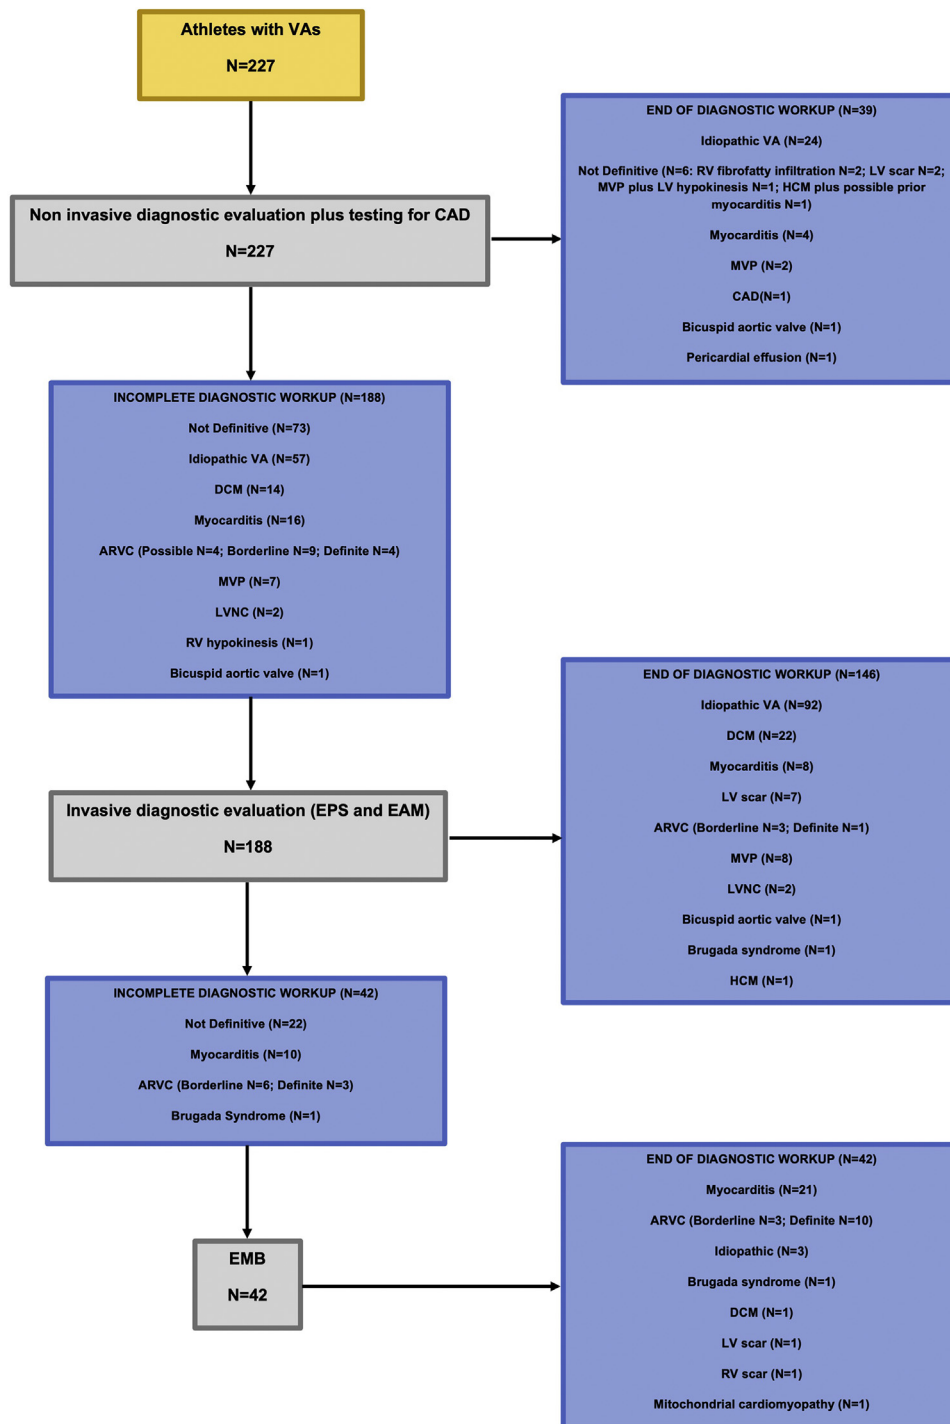 Athletes with VAs
N=227
END OF DIAGNOSTIC WORKUP (N=39)
Idiopathic VA (N=24)
Not Definitive (N=6: RV fibrofatty infiltration N=2; LV scar N=2;
MVP plus LV hypokinesis N=1; HCM plus possible prior
myocarditis N=1)
Myocarditis (N=4)
MVP (N=2)
CAD(N=1)
Bicuspid aortic valve (N=1)
Pericardial effusion (N=1)
Non invasive diagnostic evaluation plus testing for CAD
N=227
INCOMPLETE DIAGNOSTIC WORKUP (N=188)
Not Definitive (N=73)
Idiopathic VA (N=57)
DCM (N=14)
Myocarditis (N=16)
ARVC (Possible N=4; Borderline N=9; Definite N=4)
MVP (N=7)
LVNC (N=2)
RV hypokinesis (N=1)
Bicuspid aortic valve (N=1)
END OF DIAGNOSTIC WORKUP (N=146)
Idiopathic VA (N=92)
DCM (N=22)
Myocarditis (N=8)
LV scar (N=7)
ARVC (Borderline N=3; Definite N=1)
MVP (N=8)
LVNC (N=2)
Bicuspid aortic valve (N=1)
Brugada syndrome (N=1)
HCM (N=1)
Invasive diagnostic evaluation (EPS and EAM)
N=188
INCOMPLETE DIAGNOSTIC WORKUP (N=42)
Not Definitive (N=22)
Myocarditis (N=10)
ARVC (Borderline N=6; Definite N=3)
Brugada Syndrome (N=1)
END OF DIAGNOSTIC WORKUP (N=42)
Myocarditis (N=21)
ARVC (Borderline N=3; Definite N=10)
Idiopathic (N=3)
Brugada syndrome (N=1)
DCM (N=1)
LV scar (N=1)
RV scar (N=1)
Mitochondrial cardiomyopathy (N=1)
EMB
N=42